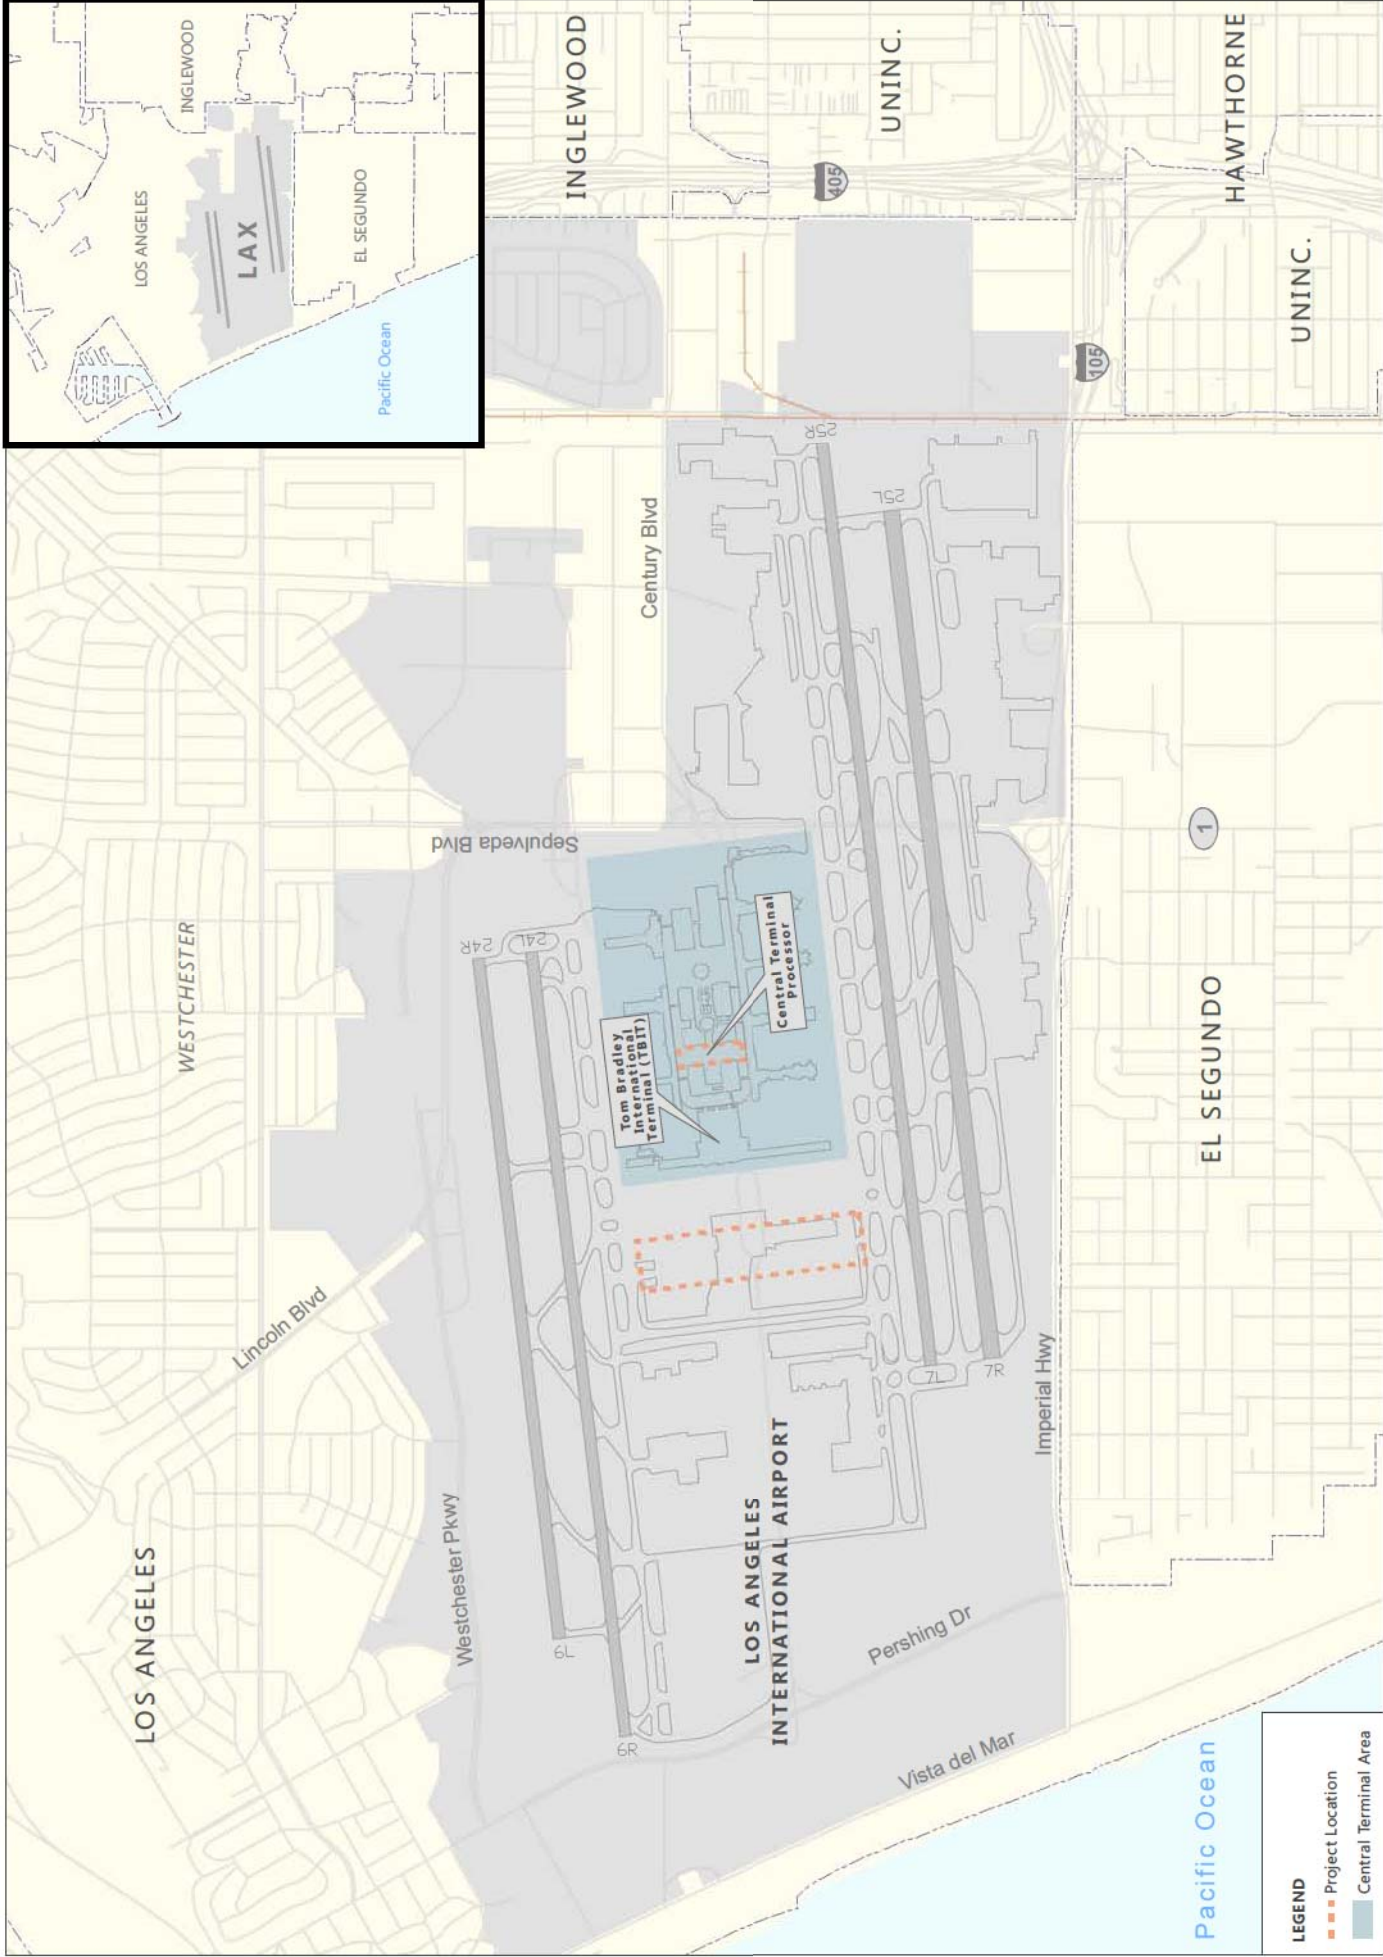 INGLEWOOD
LOS ANGELES
LAX
EL SEGUNDO
Pacific Ocean
INGLEWOOD
UNINC.
HAWTHORNE
405
105
UNINC.
WESTCHESTER
Century Blvd
Sepulveda Blvd
25R
25L
24R
24L
Tom Bradley
International
Terminal (TBIT)
Central Terminal
Processor
1
EL SEGUNDO
Lincoln Blvd
LOS ANGELES
Westchester Pkwy
6L
6R
7L
7R
Imperial Hwy
LOS ANGELES
INTERNATIONAL AIRPORT
Pershing Dr
Vista del Mar
Pacific Ocean
LEGEND
Project Location
Central Terminal Area